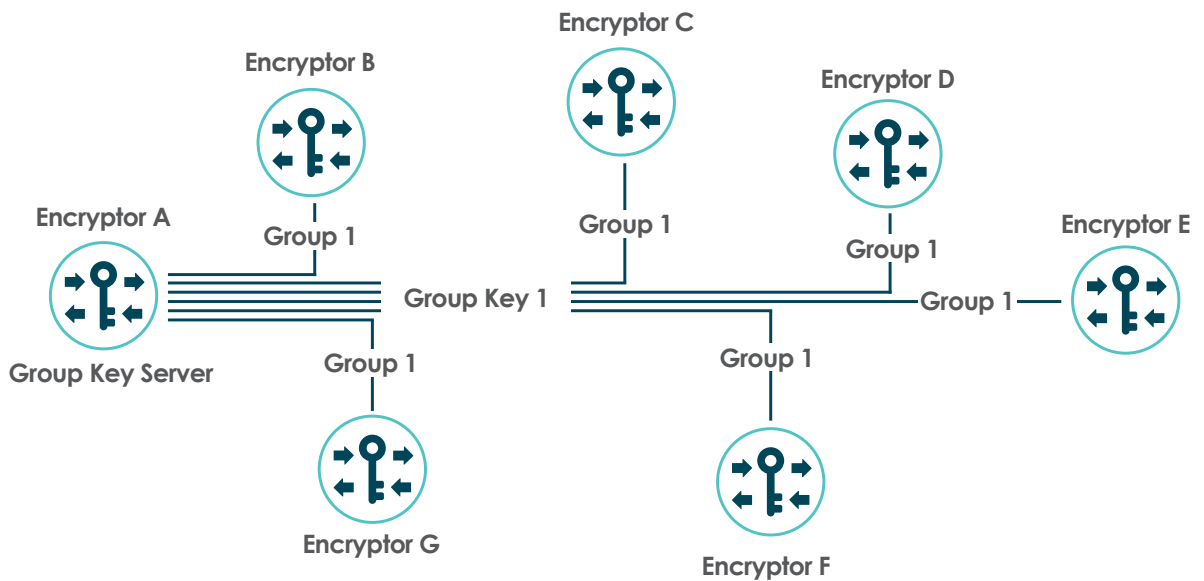 Encryptor C
Encryptor B
Encryptor D
Encryptor A
Group 1
Group 1
Encryptor E
Group 1
Group Key 1
Group 1
Group Key Server
Group 1
Group 1
Encryptor G
Encryptor F